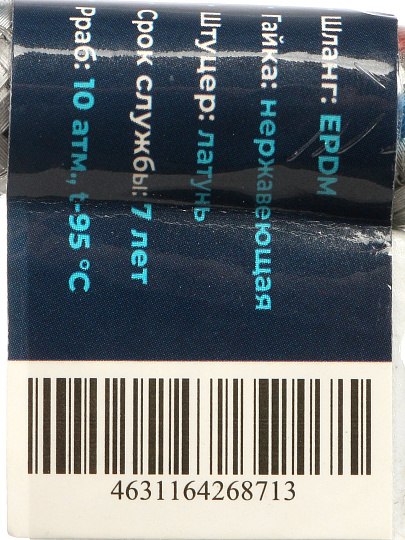 Шланг: EPDM
Гайка: нержавеющая
Штуцер: латунь
Срок службы: 7 лет
Рраб: 10 атм., t-95 °С
4631164268713